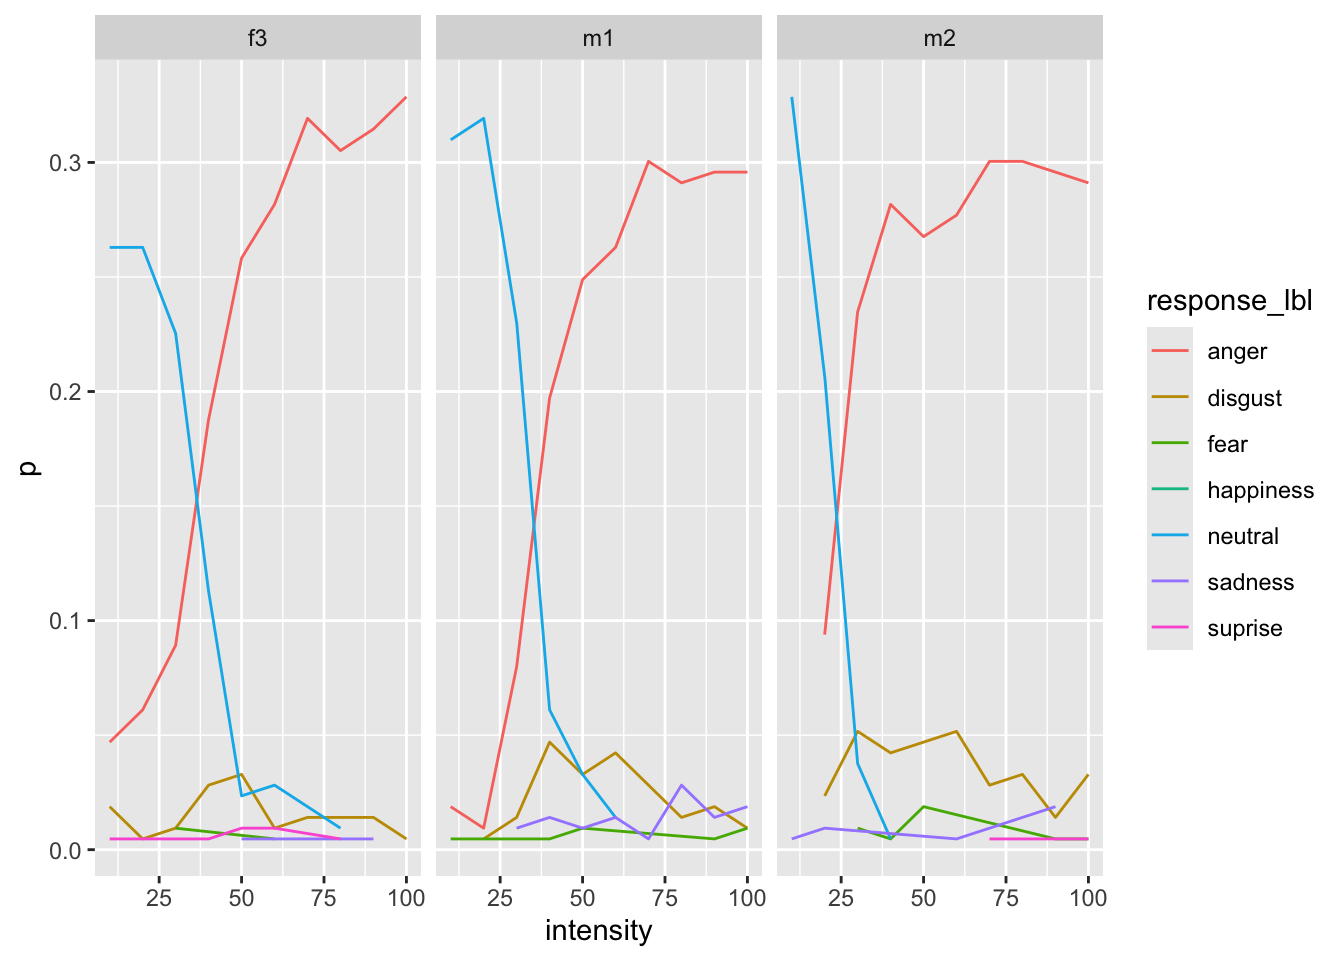 f3
m1
m2
0.3
0.2
0.1
0.0
p
25 50 75 100
25 50 75 100
25 50 75 100
intensity
response_lbl
anger
disgust
fear
happiness
neutral
sadness
suprise